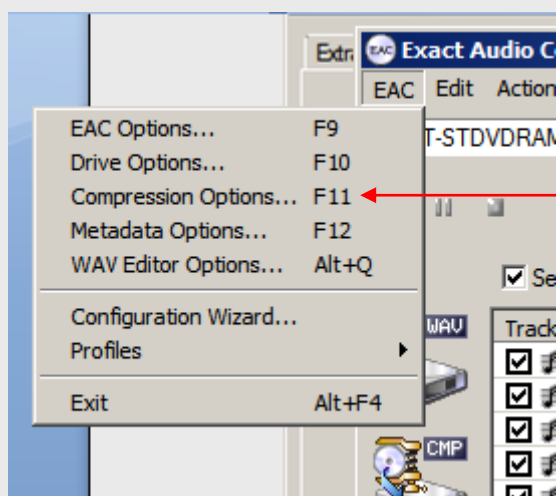 Extr
EAC Exact Audio C
EAC Edit Action
T-STDVDRAM
EAC Options... F9
Drive Options... F10
Compression Options... F11
Metadata Options... F12
WAV Editor Options... Alt+Q
Configuration Wizard...
Profiles
Exit Alt+F4
Se
WAV
Track
CMP